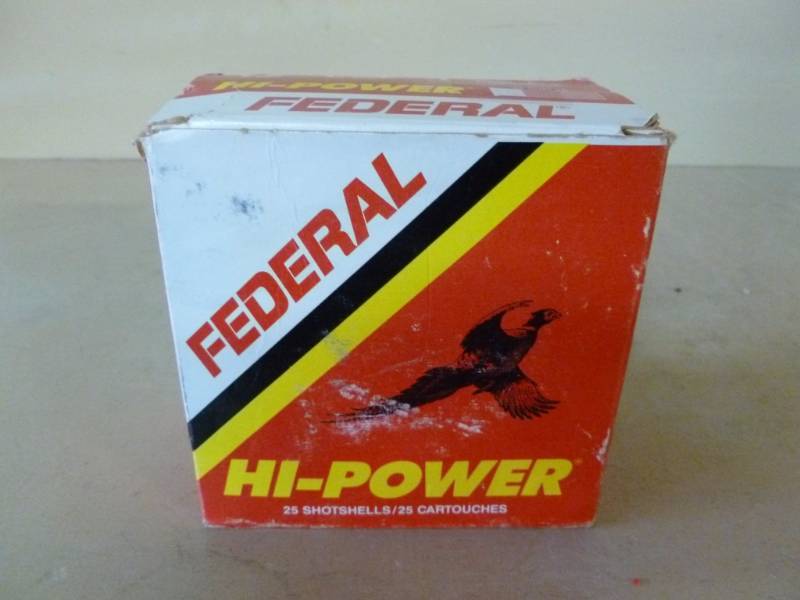 HI-POWER
FEDERAL
FEDERAL
HI-POWER®
25 SHOTSHELLS/25 CARTOUCHES